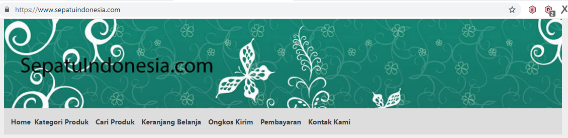 https://www.sepatuindonesia.com
SepatuIndonesia.com
Home Kategori Produk Cari Produk Keranjang Belanja Ongkos Kirim Pembayaran Kontak Kami